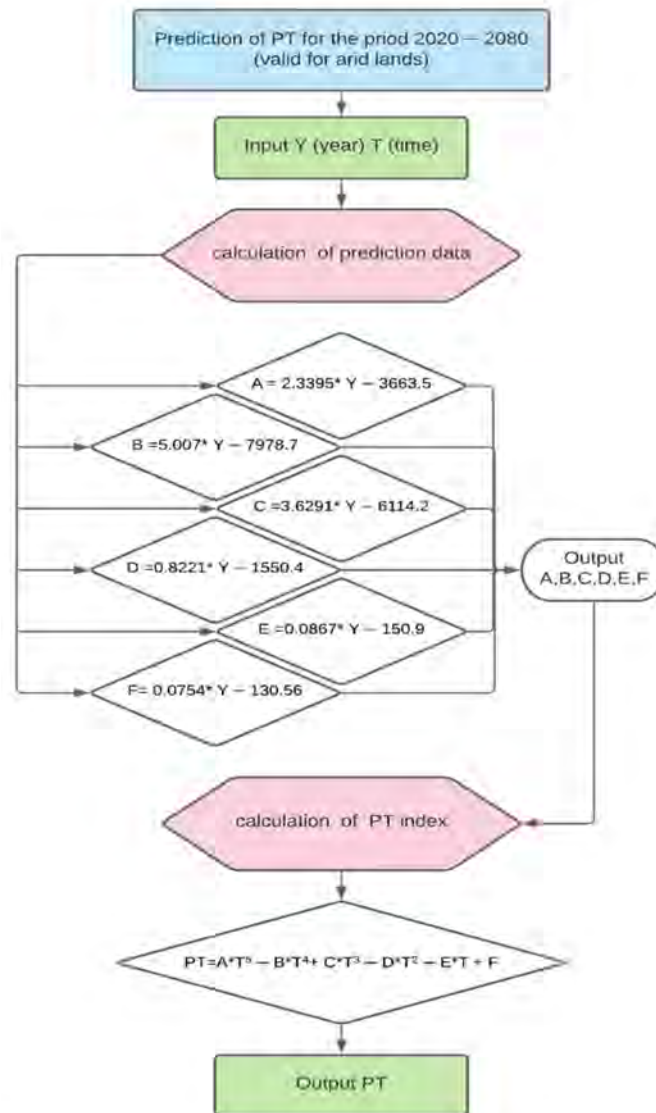 Prediction of PT for the priod 2020 – 2080
(valid for arid lands)
Input Y (year) T (time)
calculation of prediction data
A = 2.3395* Y – 3663.5
B =5.007* Y – 7978.7
C =3.6291* Y – 6114.2
D =0.8221* Y – 1550.4
E =0.0867* Y – 150.9
F= 0.0754* Y – 130.56
Output
A,B,C,D,E,F
calculation of PT index
PT=A*T⁵ – B*T⁴+ C*T³ – D*T² – E*T + F
Output PT